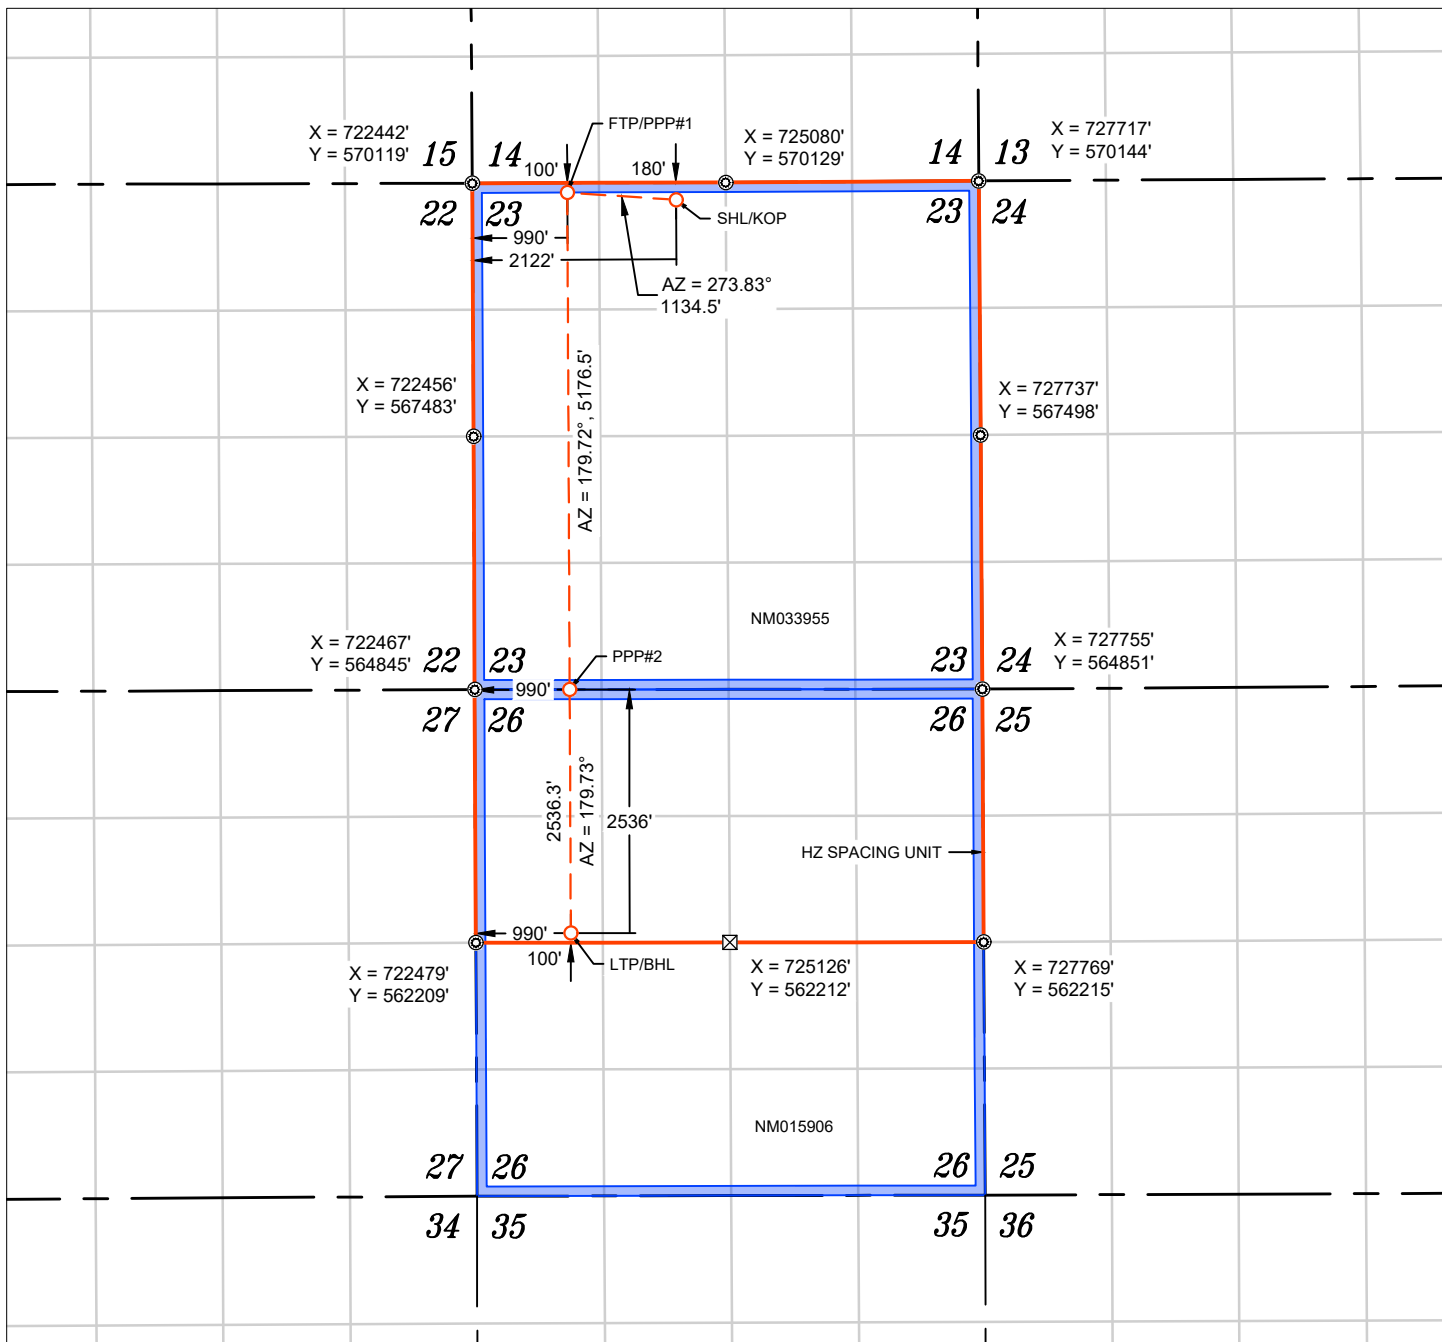 FTP/PPP#1
X = 722442'
Y = 570119'
X = 725080'
Y = 570129'
X = 727717'
Y = 570144'
15
14
100'
180'
14
13
22
23
SHL/KOP
23
24
990'
2122'
AZ = 273.83°
1134.5'
X = 722456'
Y = 567483'
AZ = 179.72°, 5176.5'
X = 727737'
Y = 567498'
NM033955
X = 722467'
Y = 564845'
22
23
PPP#2
23
24
X = 727755'
Y = 564851'
990'
27
26
26
25
2536.3'
AZ = 179.73°
2536'
HZ SPACING UNIT
990'
100'
LTP/BHL
X = 722479'
Y = 562209'
X = 725126'
Y = 562212'
X = 727769'
Y = 562215'
NM015906
27
26
26
25
34
35
35
36